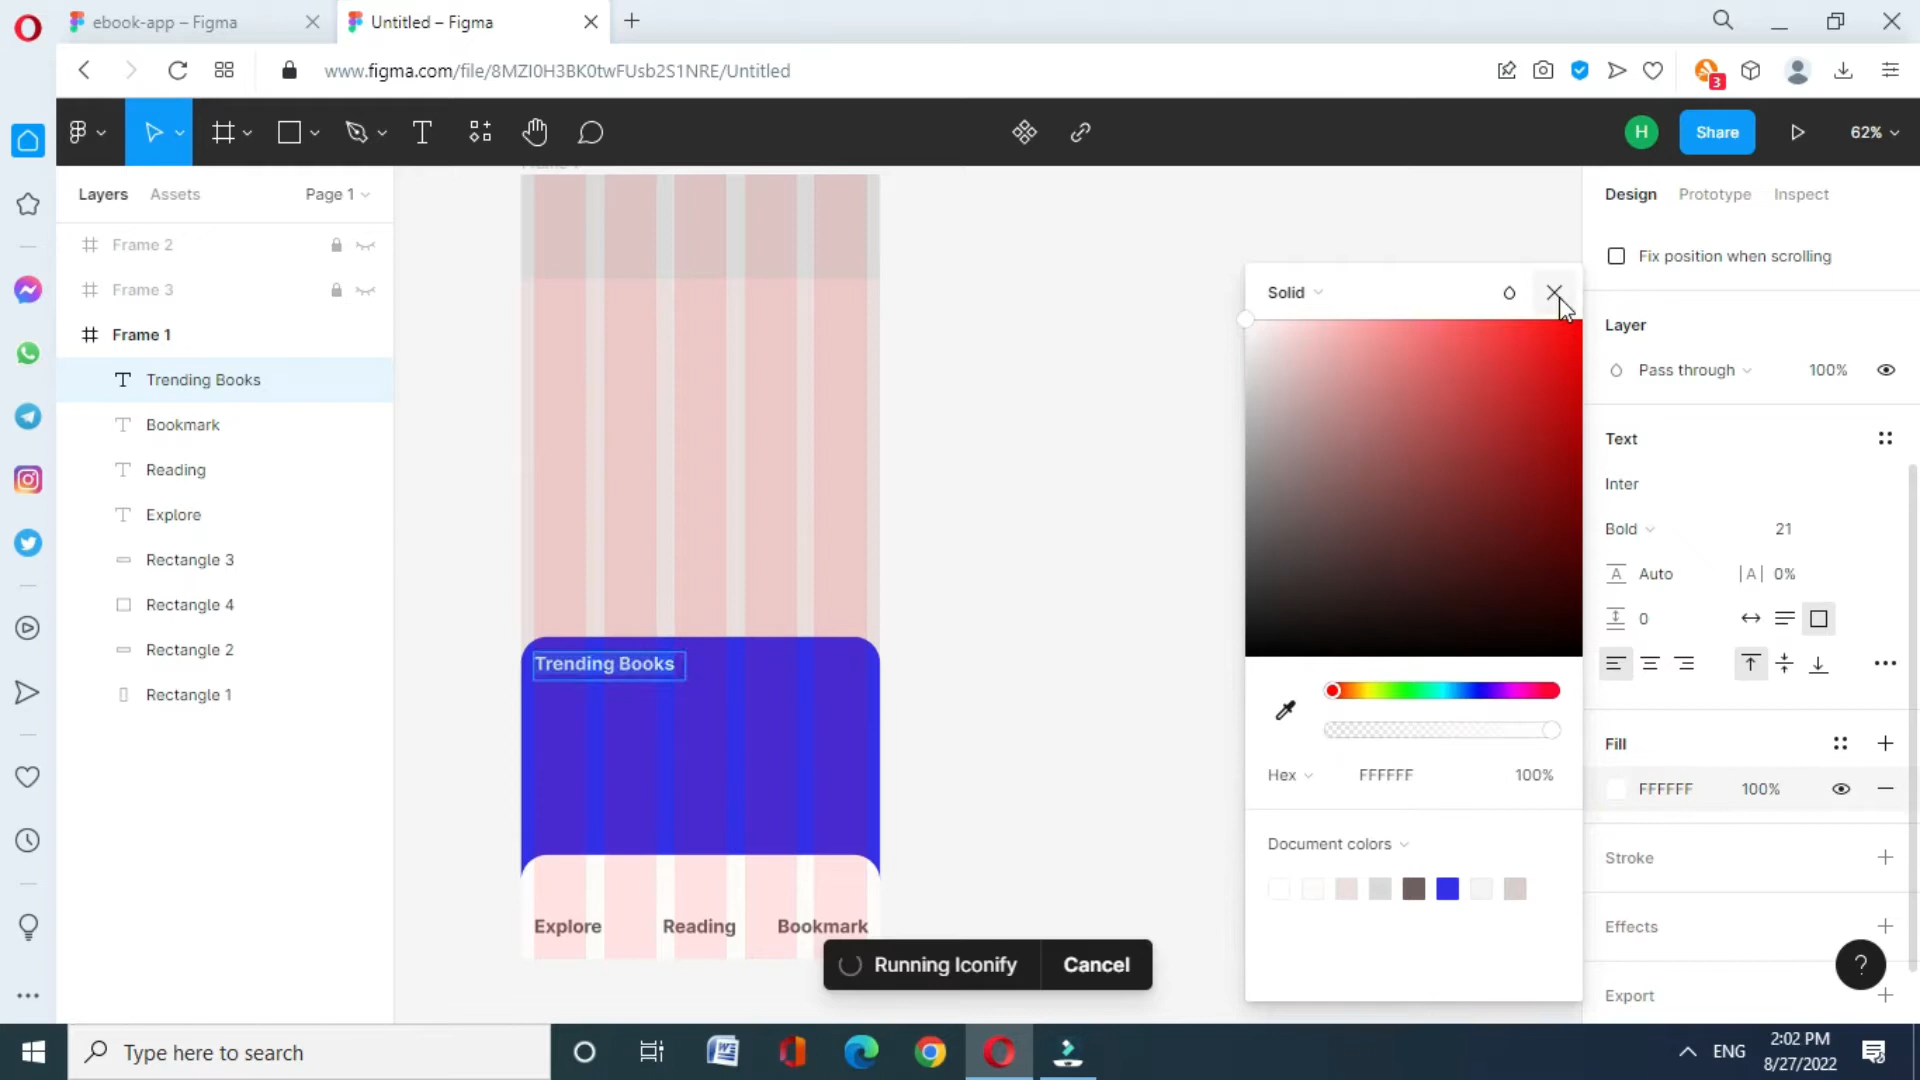 ebook-app – Figma
Untitled – Figma
www.figma.com/file/8MZI0H3BK0twFUsb2S1NRE/Untitled
3
H
Share
62%
Layers
Assets
Page 1
Design
Prototype
Inspect
Frame 2
Frame 3
Frame 1
Trending Books
Bookmark
Reading
Explore
Rectangle 3
Rectangle 4
Rectangle 2
Rectangle 1
Trending Books
Explore
Reading
Bookmark
Running Iconify
Cancel
Solid
Hex
FFFFFF
100%
Document colors
Fix position when scrolling
Layer
Pass through
100%
Text
Inter
Bold
21
A
Auto
|A|
0%
0
Fill
FFFFFF
100%
Stroke
Effects
?
Export
Type here to search
ENG
2:02 PM
8/27/2022